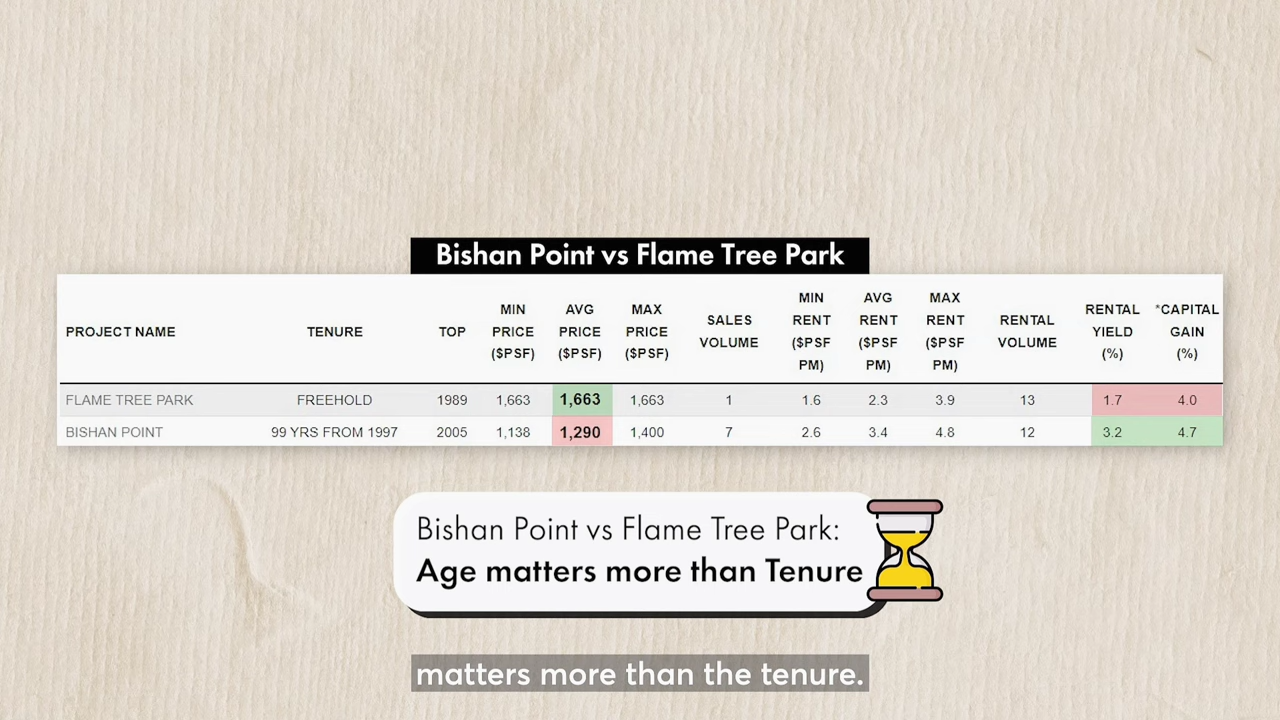 Bishan Point vs Flame Tree Park
PROJECT NAME TENURE TOP MIN PRICE ($PSF) AVG PRICE ($PSF) MAX PRICE ($PSF) SALES VOLUME MIN RENT ($PSF PM) AVG RENT ($PSF PM) MAX RENT ($PSF PM) RENTAL VOLUME RENTAL YIELD (%) *CAPITAL GAIN (%)
FLAME TREE PARK FREEHOLD 1989 1,663 1,663 1,663 1 1.6 2.3 3.9 13 1.7 4.0
BISHAN POINT 99 YRS FROM 1997 2005 1,138 1,290 1,400 7 2.6 3.4 4.8 12 3.2 4.7
Bishan Point vs Flame Tree Park:
Age matters more than Tenure
matters more than the tenure.